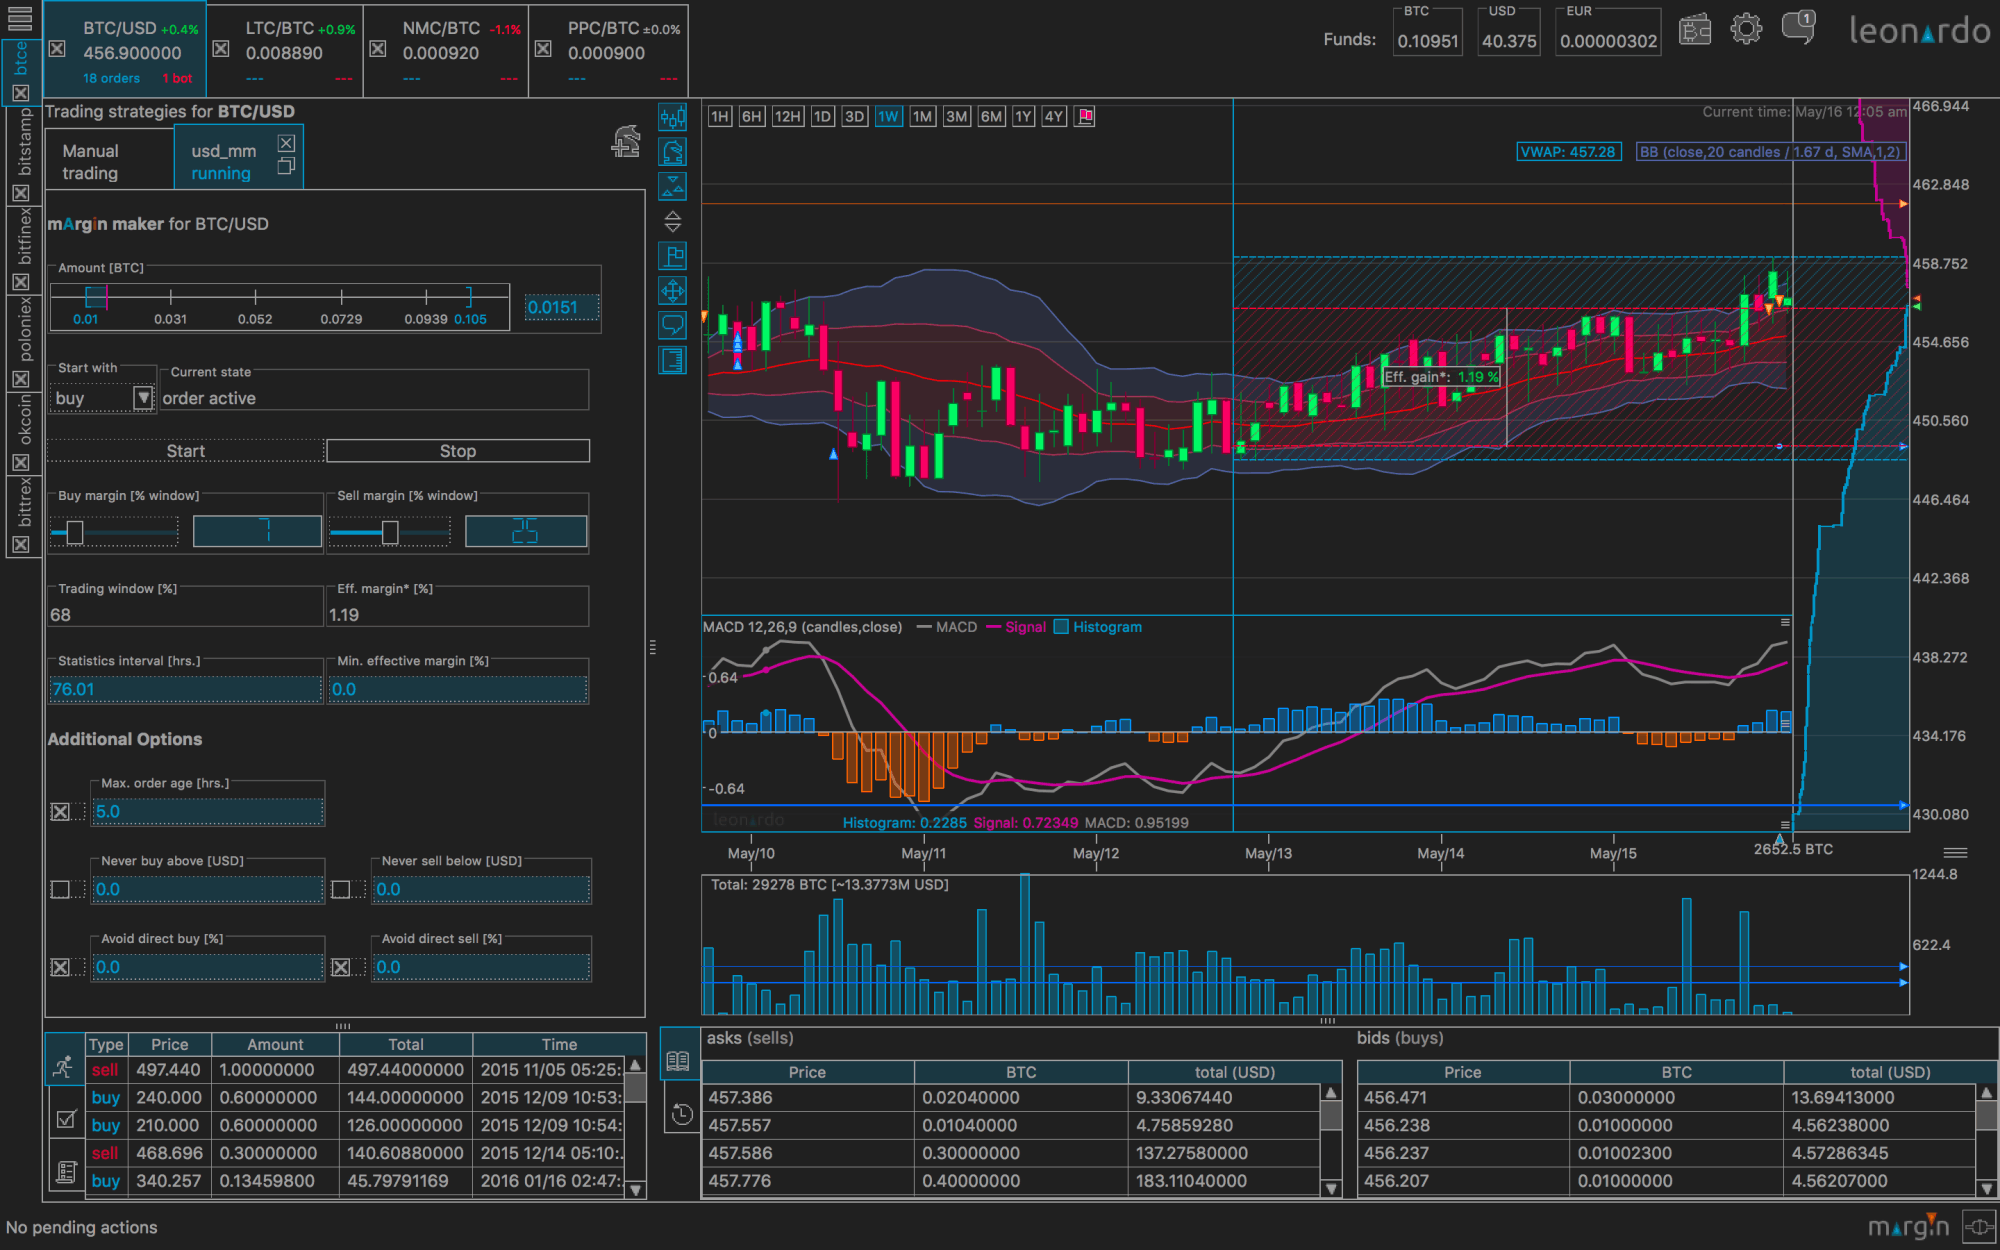 BTC/USD +0.4%
456.900000
18 orders 1 bot
LTC/BTC +0.9%
0.008890
--- ---
NMC/BTC -1.1%
0.000920
--- ---
PPC/BTC ±0.0%
0.000900
--- ---
Funds:
BTC
0.10951
USD
40.375
EUR
0.00000302
1
leonardo
btce
bitstamp
bitfinex
poloniex
okcoin
bittrex
Trading strategies for BTC/USD
Manual
trading
usd_mm
running
mArgin maker for BTC/USD
Amount [BTC]
0.01 0.031 0.052 0.0729 0.0939 0.105
0.0151
Start with
buy
Current state
order active
Start
Stop
Buy margin [% window]
7
Sell margin [% window]
25
Trading window [%]
68
Eff. margin* [%]
1.19
Statistics interval [hrs.]
76.01
Min. effective margin [%]
0.0
Additional Options
Max. order age [hrs.]
5.0
Never buy above [USD]
0.0
Never sell below [USD]
0.0
Avoid direct buy [%]
0.0
Avoid direct sell [%]
0.0
1H 6H 12H 1D 3D 1W 1M 3M 6M 1Y 4Y
Current time: May/16 12:05 am
VWAP: 457.28
BB (close,20 candles / 1.67 d, SMA,1,2)
Eff. gain*: 1.19 %
466.944
462.848
458.752
454.656
450.560
446.464
442.368
438.272
434.176
430.080
MACD 12,26,9 (candles,close) MACD Signal Histogram
0.64
0
-0.64
leonardo
Histogram: 0.2285 Signal: 0.72349 MACD: 0.95199
May/10 May/11 May/12 May/13 May/14 May/15
2652.5 BTC
Total: 29278 BTC [~13.3773M USD]
1244.8
622.4
Type Price Amount Total Time
sell 497.440 1.00000000 497.44000000 2015 11/05 05:25:.
buy 240.000 0.60000000 144.00000000 2015 12/09 10:53:
buy 210.000 0.60000000 126.00000000 2015 12/09 10:54:
sell 468.696 0.30000000 140.60880000 2015 12/14 05:10:.
buy 340.257 0.13459800 45.79791169 2016 01/16 02:47:.
asks (sells)
Price BTC total (USD)
457.386 0.02040000 9.33067440
457.557 0.01040000 4.75859280
457.586 0.30000000 137.27580000
457.776 0.40000000 183.11040000
bids (buys)
Price BTC total (USD)
456.471 0.03000000 13.69413000
456.238 0.01000000 4.56238000
456.237 0.01002300 4.57286345
456.207 0.01000000 4.56207000
No pending actions
margin